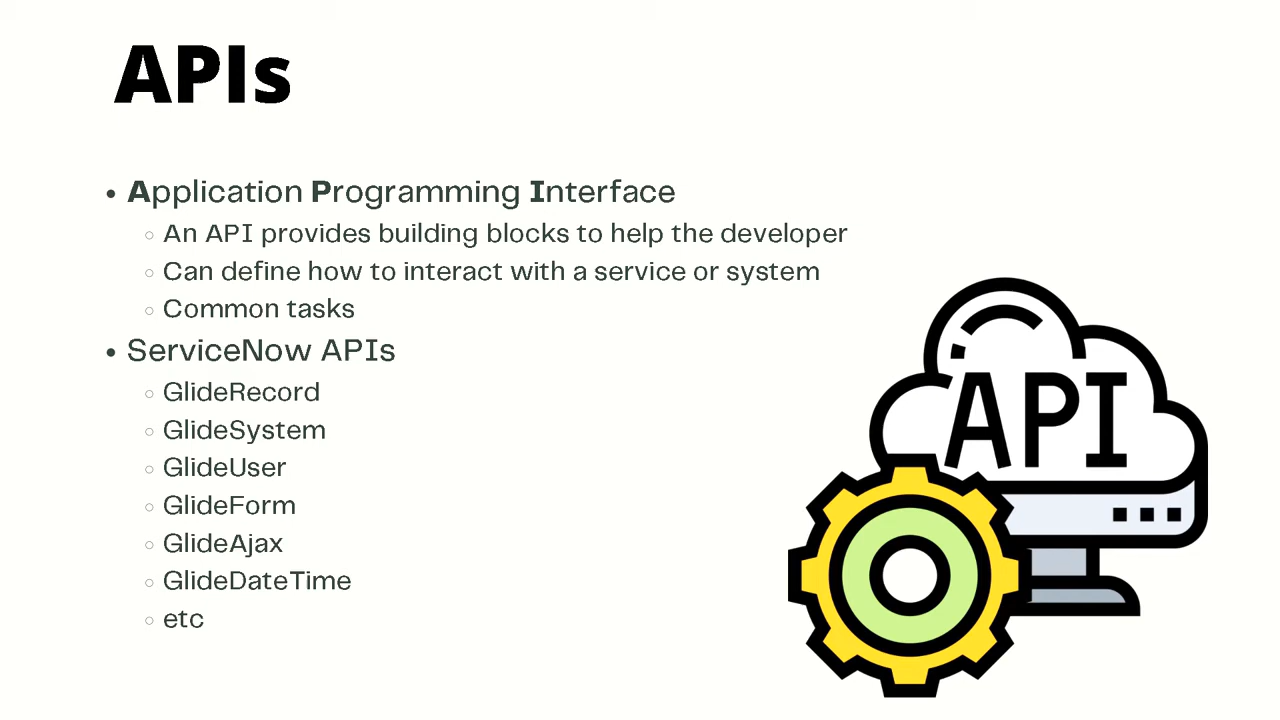 APIs
Application Programming Interface
An API provides building blocks to help the developer
Can define how to interact with a service or system
Common tasks
ServiceNow APIs
GlideRecord
GlideSystem
GlideUser
GlideForm
GlideAjax
GlideDateTime
etc
API